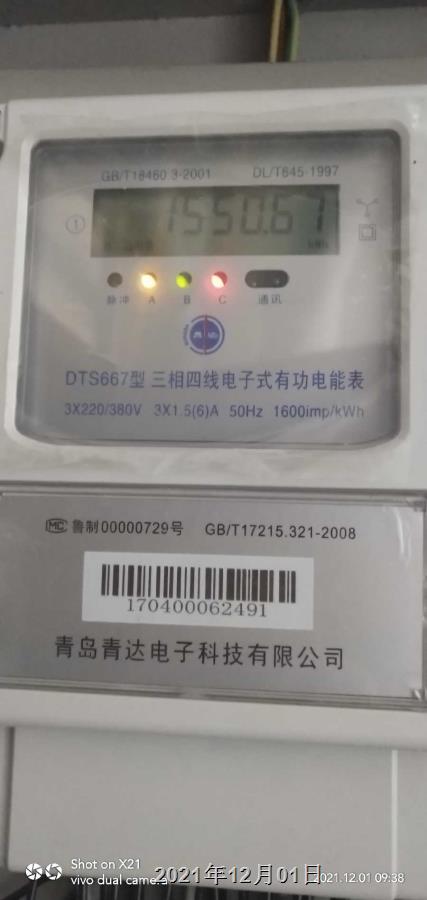 GB/T18460.3-2001 DL/T645-1997
① 1550.67
kWh
脉冲 A B C 通讯
DTS667型 三相四线电子式有功电能表
3X220/380V 3X1.5(6)A 50Hz 1600imp/kWh
MC 鲁制00000729号 GB/T17215.321-2008
170400062491
青岛青达电子科技有限公司
Shot on X21
vivo dual camera
2021年12月01日
2021.12.01 09:38